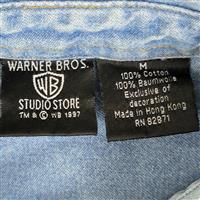 WARNER BROS.
WB
STUDIO STORE
TM & © WB 1997
M
100% Cotton
100% Baumwolle
Exclusive of
decoration
Made in Hong Kong
RN 82871